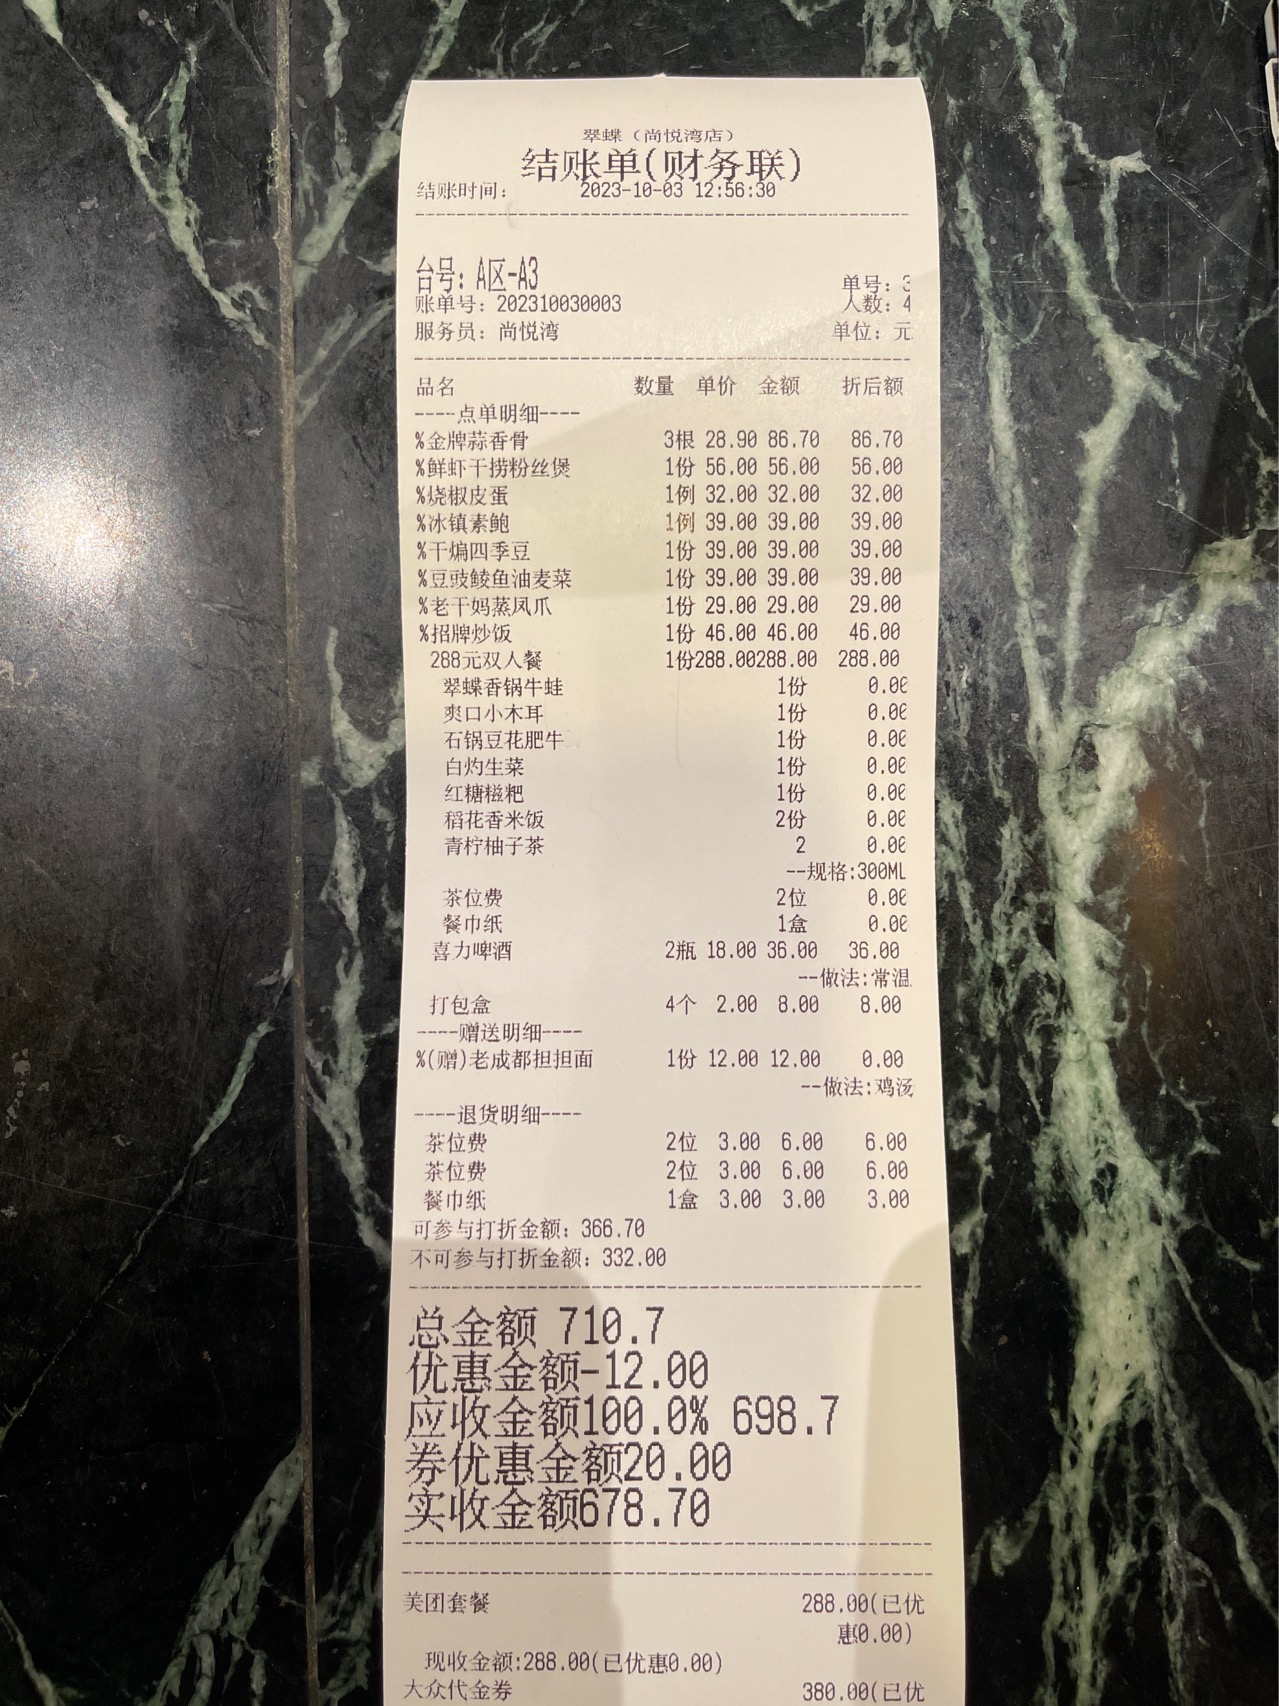 翠蝶（尚悦湾店）
结账单(财务联)
结账时间： 2023-10-03 12:56:30
台号：A区-A3
单号：3
账单号：202310030003 人数：4
服务员：尚悦湾 单位：元
品名 数量 单价 金额 折后额
----点单明细----
%金牌蒜香骨 3根 28.90 86.70 86.70
%鲜虾干捞粉丝煲 1份 56.00 56.00 56.00
%烧椒皮蛋 1例 32.00 32.00 32.00
%冰镇素鲍 1例 39.00 39.00 39.00
%干煸四季豆 1份 39.00 39.00 39.00
%豆豉鲮鱼油麦菜 1份 39.00 39.00 39.00
%老干妈蒸凤爪 1份 29.00 29.00 29.00
%招牌炒饭 1份 46.00 46.00 46.00
288元双人餐 1份288.00288.00 288.00
翠蝶香锅牛蛙 1份 0.00
爽口小木耳 1份 0.00
石锅豆花肥牛 1份 0.00
白灼生菜 1份 0.00
红糖糍粑 1份 0.00
稻花香米饭 2份 0.00
青柠柚子茶 2 0.00
--规格:300ML
茶位费 2位 0.00
餐巾纸 1盒 0.00
喜力啤酒 2瓶 18.00 36.00 36.00
--做法:常温
打包盒 4个 2.00 8.00 8.00
----赠送明细----
%(赠)老成都担担面 1份 12.00 12.00 0.00
--做法:鸡汤
----退货明细----
茶位费 2位 3.00 6.00 6.00
茶位费 2位 3.00 6.00 6.00
餐巾纸 1盒 3.00 3.00 3.00
可参与打折金额：366.70
不可参与打折金额：332.00
总金额 710.7
优惠金额-12.00
应收金额100.0% 698.7
券优惠金额20.00
实收金额678.70
美团套餐 288.00(已优
惠0.00)
现收金额:288.00(已优惠0.00)
大众代金券 380.00(已优